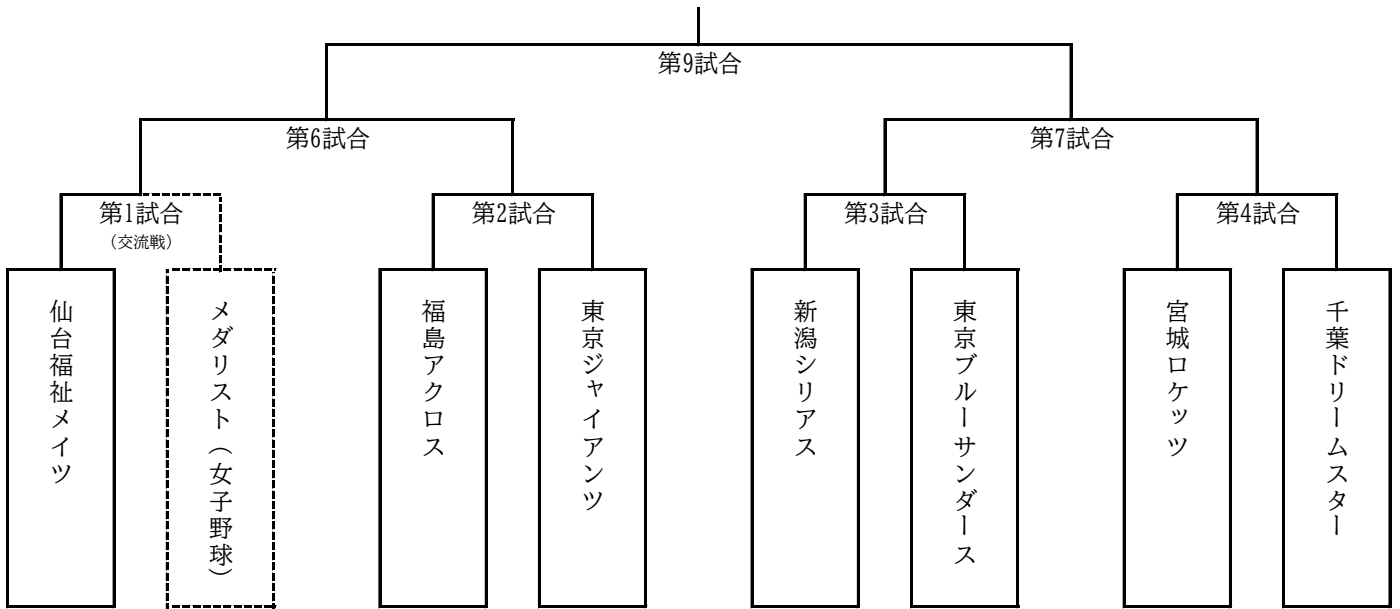 第9試合
第6試合
第7試合
第1試合
(交流戦)
第2試合
第3試合
第4試合
仙台福祉メイツ
メダリスト(女子野球)
福島アクロス
東京ジャイアンツ
新潟シリアス
東京ブルーサンダース
宮城ロケッツ
千葉ドリームスター